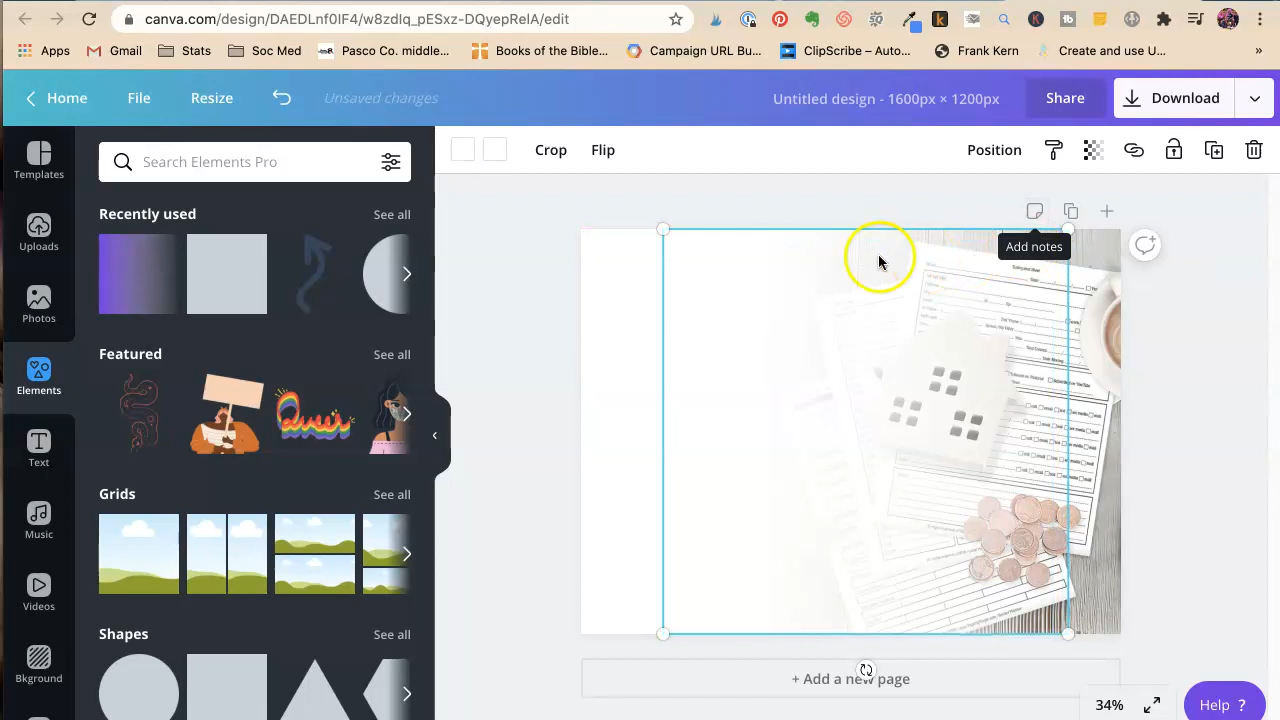 canva.com/design/DAEDLnf0IF4/w8zdIq_pESxz-DQyepReIA/edit
Apps Gmail Stats Soc Med Pasco Co. middle... Books of the Bible... Campaign URL Bu... ClipScribe – Auto... Frank Kern Create and use U... »
Home File Resize Unsaved changes Untitled design - 1600px × 1200px Share Download
Templates
Uploads
Photos
Elements
Text
Music
Videos
Bkground
Search Elements Pro
Recently used See all
Featured See all
Grids See all
Shapes See all
Crop Flip Position
Add notes
+ Add a new page
34% Help ?